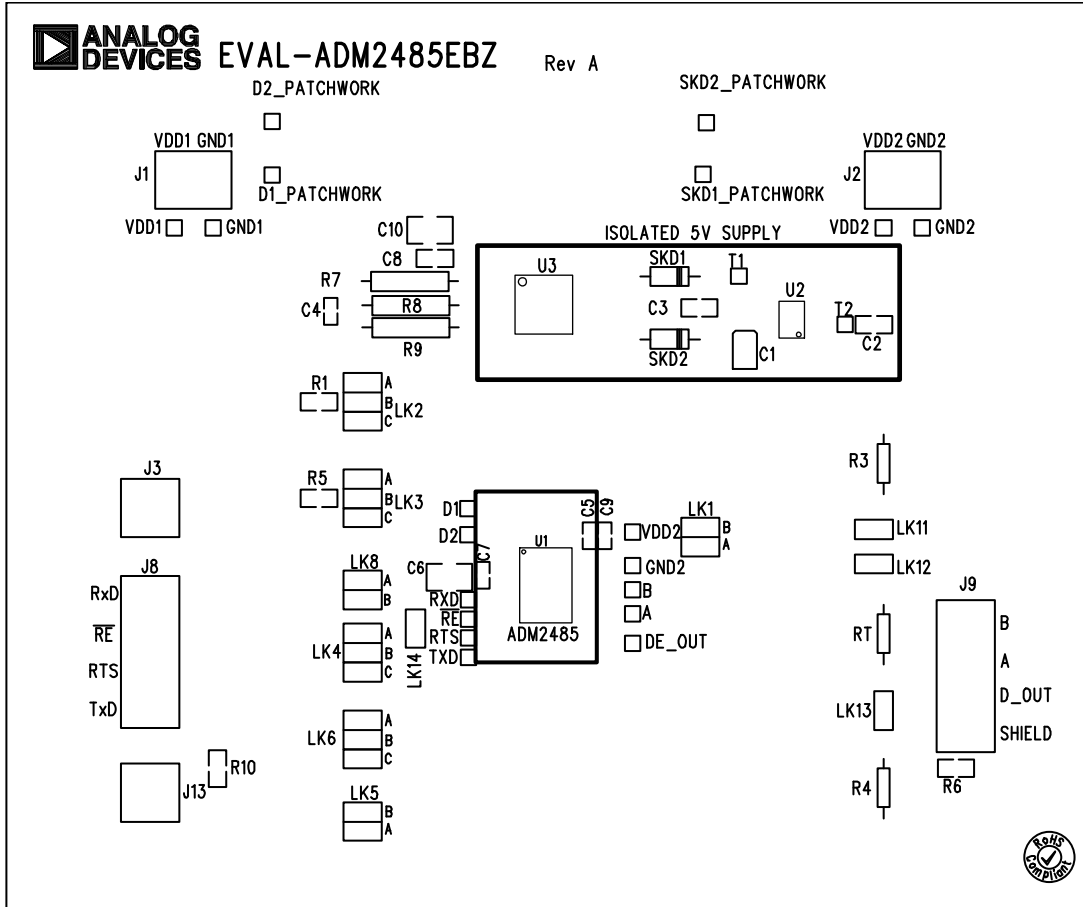 ANALOG
DEVICES
EVAL-ADM2485EBZ
Rev A
D2_PATCHWORK
SKD2_PATCHWORK
VDD1 GND1
VDD2 GND2
J1
J2
D1_PATCHWORK
SKD1_PATCHWORK
VDD1
GND1
VDD2
GND2
C10
ISOLATED 5V SUPPLY
C8
U3
SKD1
T1
R7
U2
C4
R8
C3
T2
R9
SKD2
C1
C2
R1
A
B
C
LK2
R3
J3
R5
A
B
C
LK3
D1
D2
C5
C9
VDD2
LK1
B
A
LK11
U1
C7
J8
LK8
A
B
C6
GND2
LK12
J9
RxD
RXD
B
RE
RE
A
LK4
A
B
C
LK14
RTS
RTS
TXD
ADM2485
DE_OUT
RT
B
A
D_OUT
SHIELD
TxD
LK6
A
B
C
LK13
R10
J13
LK5
B
A
R4
R6
RoHS
Compliant